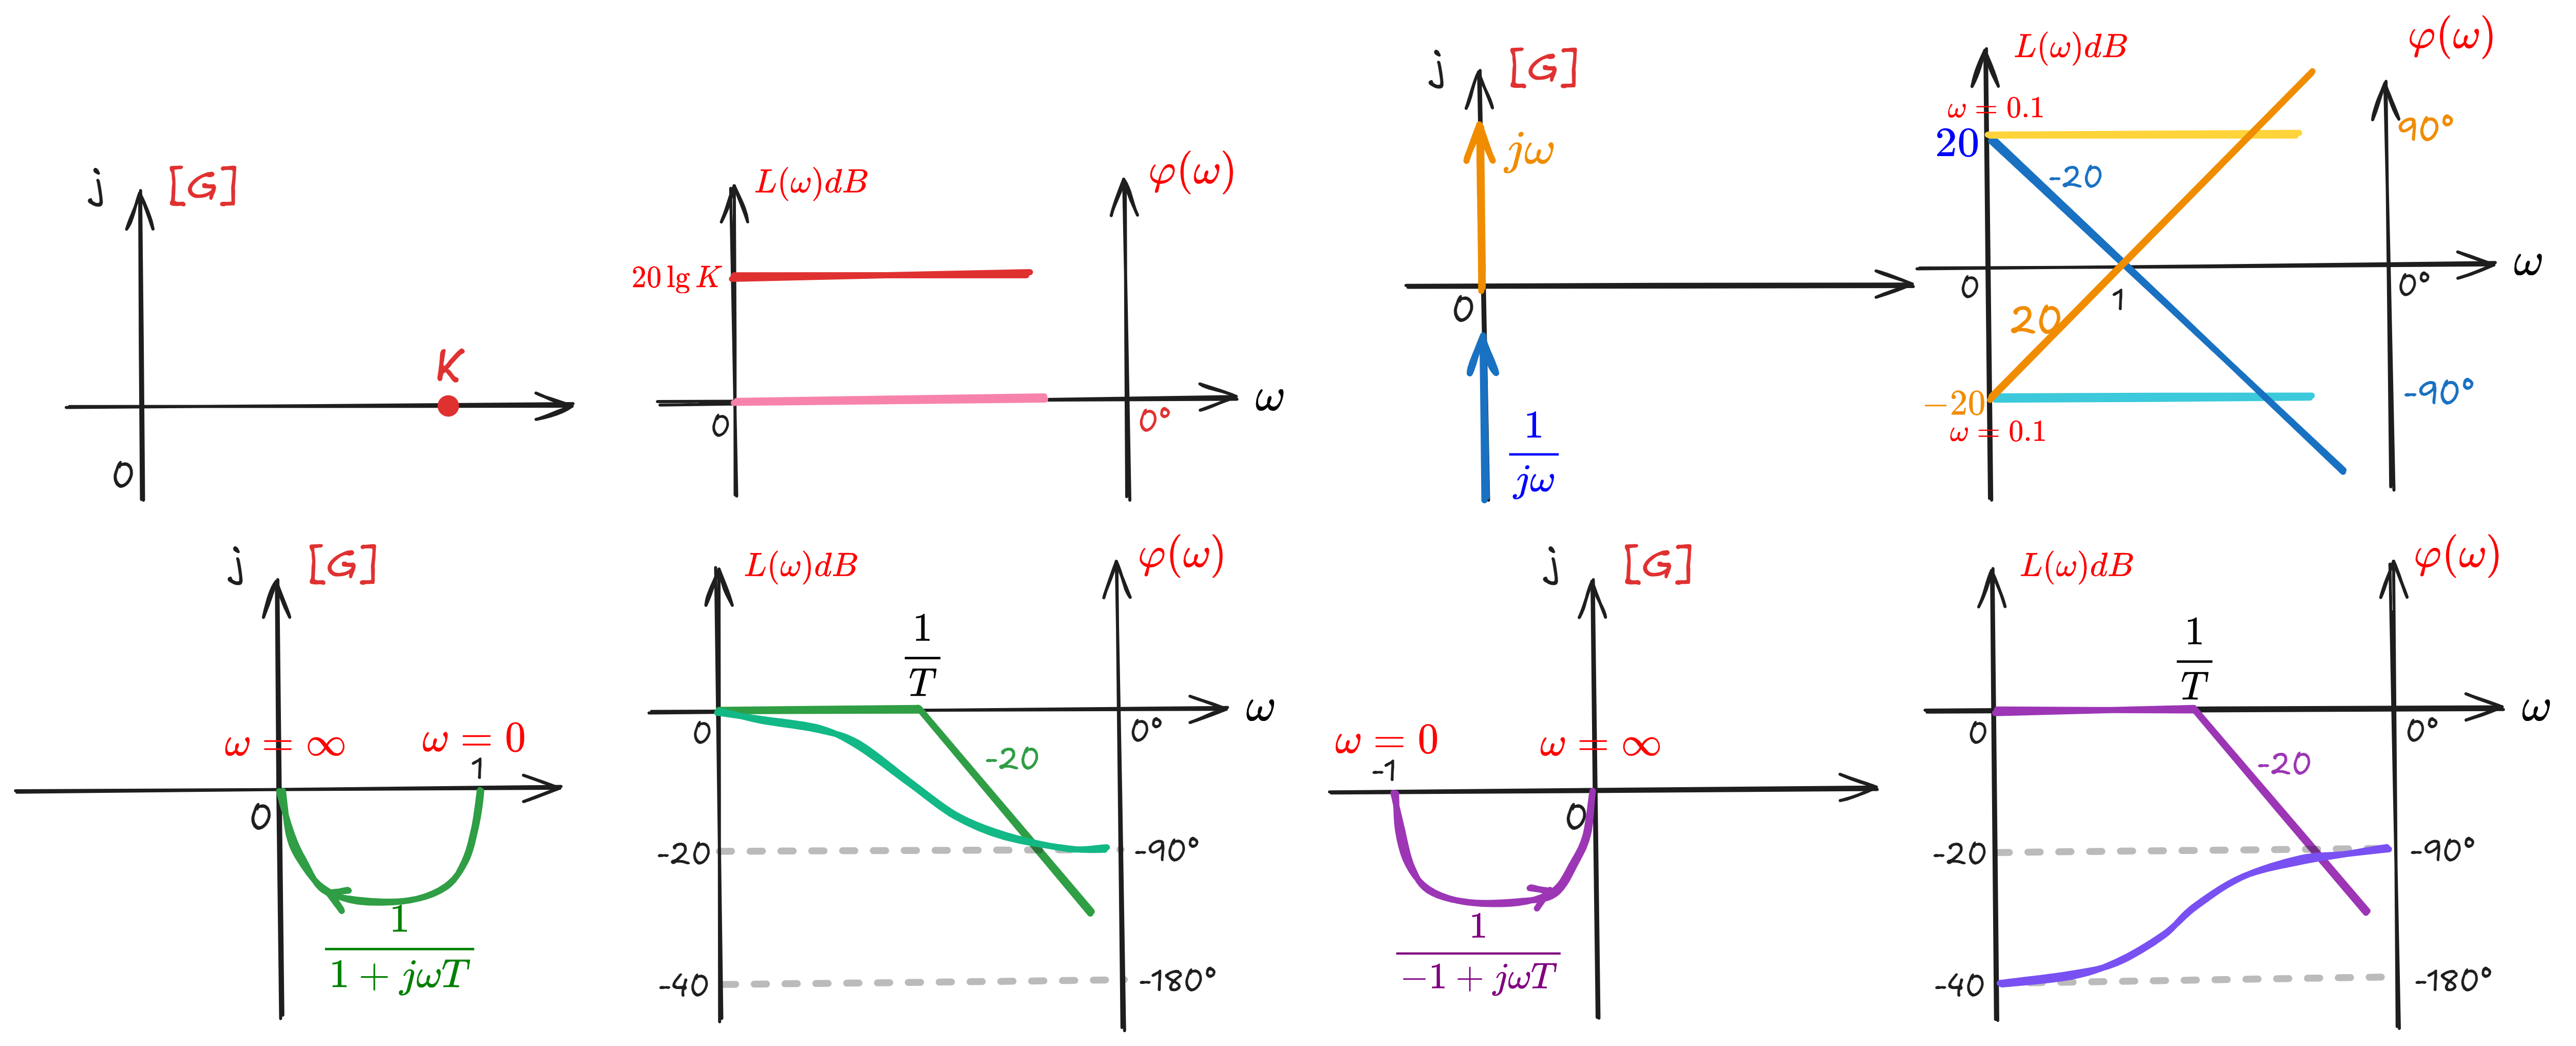 j [G]
K
0
L(ω)dB φ(ω)
20 lg K
0 0° ω
j [G]
jω
0
1/jω
L(ω)dB φ(ω)
ω = 0.1
20 90°
-20
0 1 0° ω
20
−20 -90°
ω = 0.1
j [G]
ω = ∞ ω = 0
1
0
1/(1 + jωT)
L(ω)dB φ(ω)
1/T
0 0° ω
-20
-20 -90°
-40 -180°
j [G]
ω = 0 ω = ∞
-1
0
1/(−1 + jωT)
L(ω)dB φ(ω)
1/T
0 0° ω
-20
-20 -90°
-40 -180°